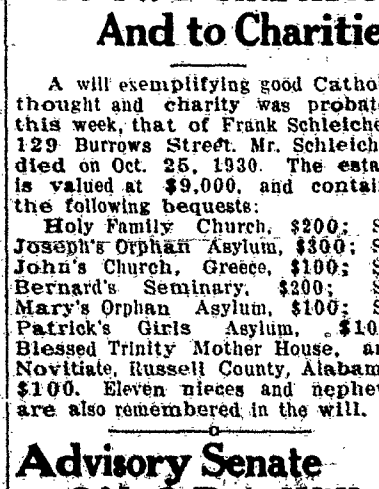 And to Charitie
A will exemplifying good Catho
thought and charity was probat
this week, that of Frank Schleiche
129 Burrows Street. Mr. Schleich
died on Oct. 25, 1930. The esta
is valued at $9,000, and contai
the following bequests:
Holy Family Church, $200; S
Joseph's Orphan Asylum, $300; S
John's Church, Greece, $100; S
Bernard's Seminary, $200; S
Mary's Orphan Asylum, $100; S
Patrick's Girls Asylum, $10
Blessed Trinity Mother House, a
Novitiate, Russell County, Alabam
$100. Eleven nieces and nephe
are also remembered in the will.
Advisory Senate